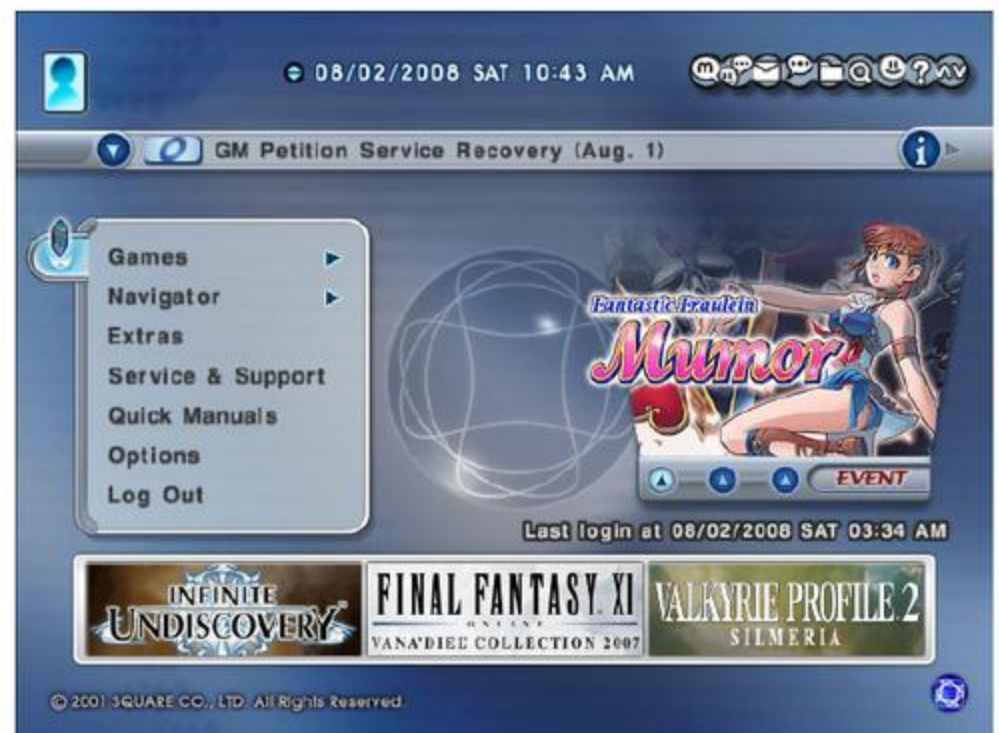 08/02/2008 SAT 10:43 AM
GM Petition Service Recovery (Aug. 1)
Games
Navigator
Extras
Service & Support
Quick Manuals
Options
Log Out
Fantastic Fraulein
Mumor
EVENT
Last login at 08/02/2008 SAT 03:34 AM
INFINITE
UNDISCOVERY™
FINAL FANTASY XI
ONLINE
VANA'DIEL COLLECTION 2007
VALKYRIE PROFILE 2
SILMERIA
© 2001 SQUARE CO., LTD. All Rights Reserved.